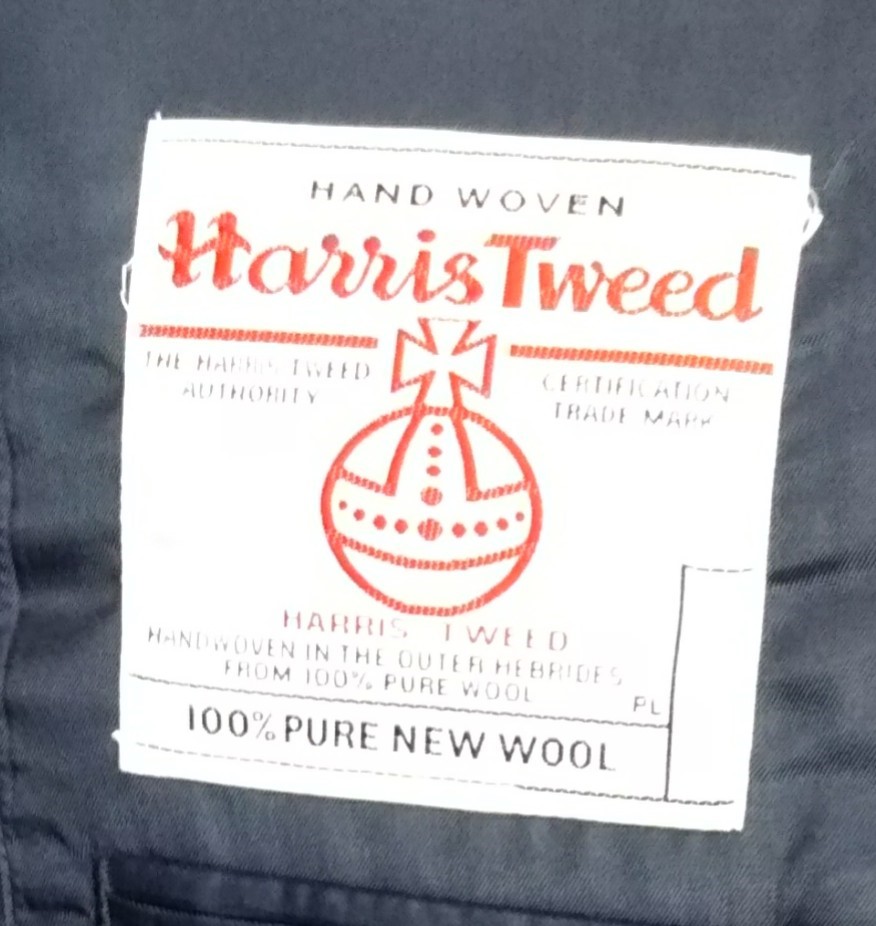 HAND WOVEN
Harris Tweed
THE HARRIS TWEED
AUTHORITY
CERTIFICATION
TRADE MARK
HARRIS TWEED
HANDWOVEN IN THE OUTER HEBRIDES
FROM 100% PURE WOOL
PL
100% PURE NEW WOOL